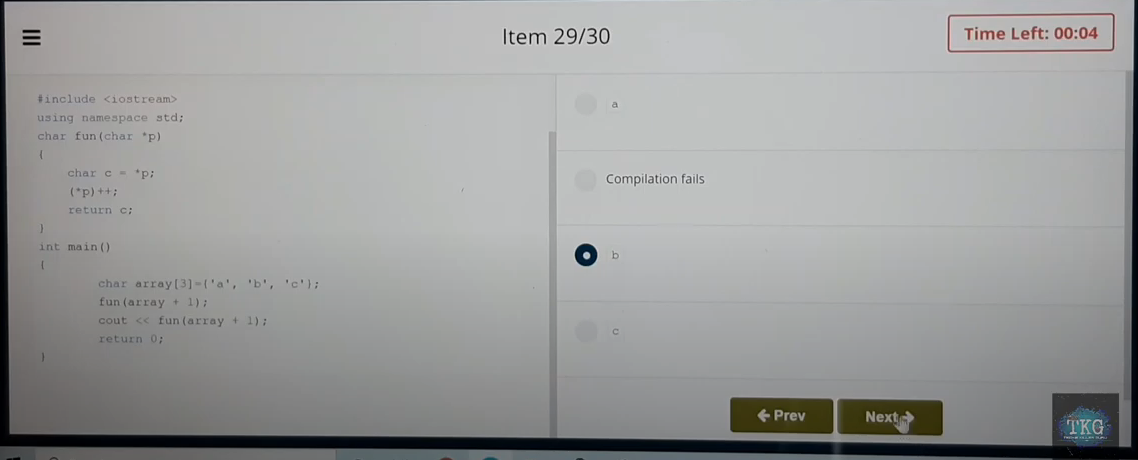 Item 29/30
Time Left: 00:04
#include <iostream>
using namespace std;
char fun(char *p)
{
char c = *p;
(*p)++;
return c;
}
int main()
{
char array[3]={'a', 'b', 'c'};
fun(array + 1);
cout << fun(array + 1);
return 0;
}
a
Compilation fails
b
c
Prev
Next
TKG